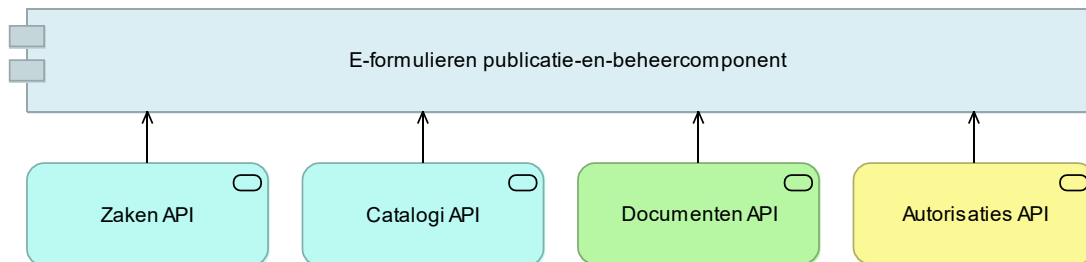 E-formulieren publicatie-en-beheercomponent
Zaken API
Catalogi API
Documenten API
Autorisaties API